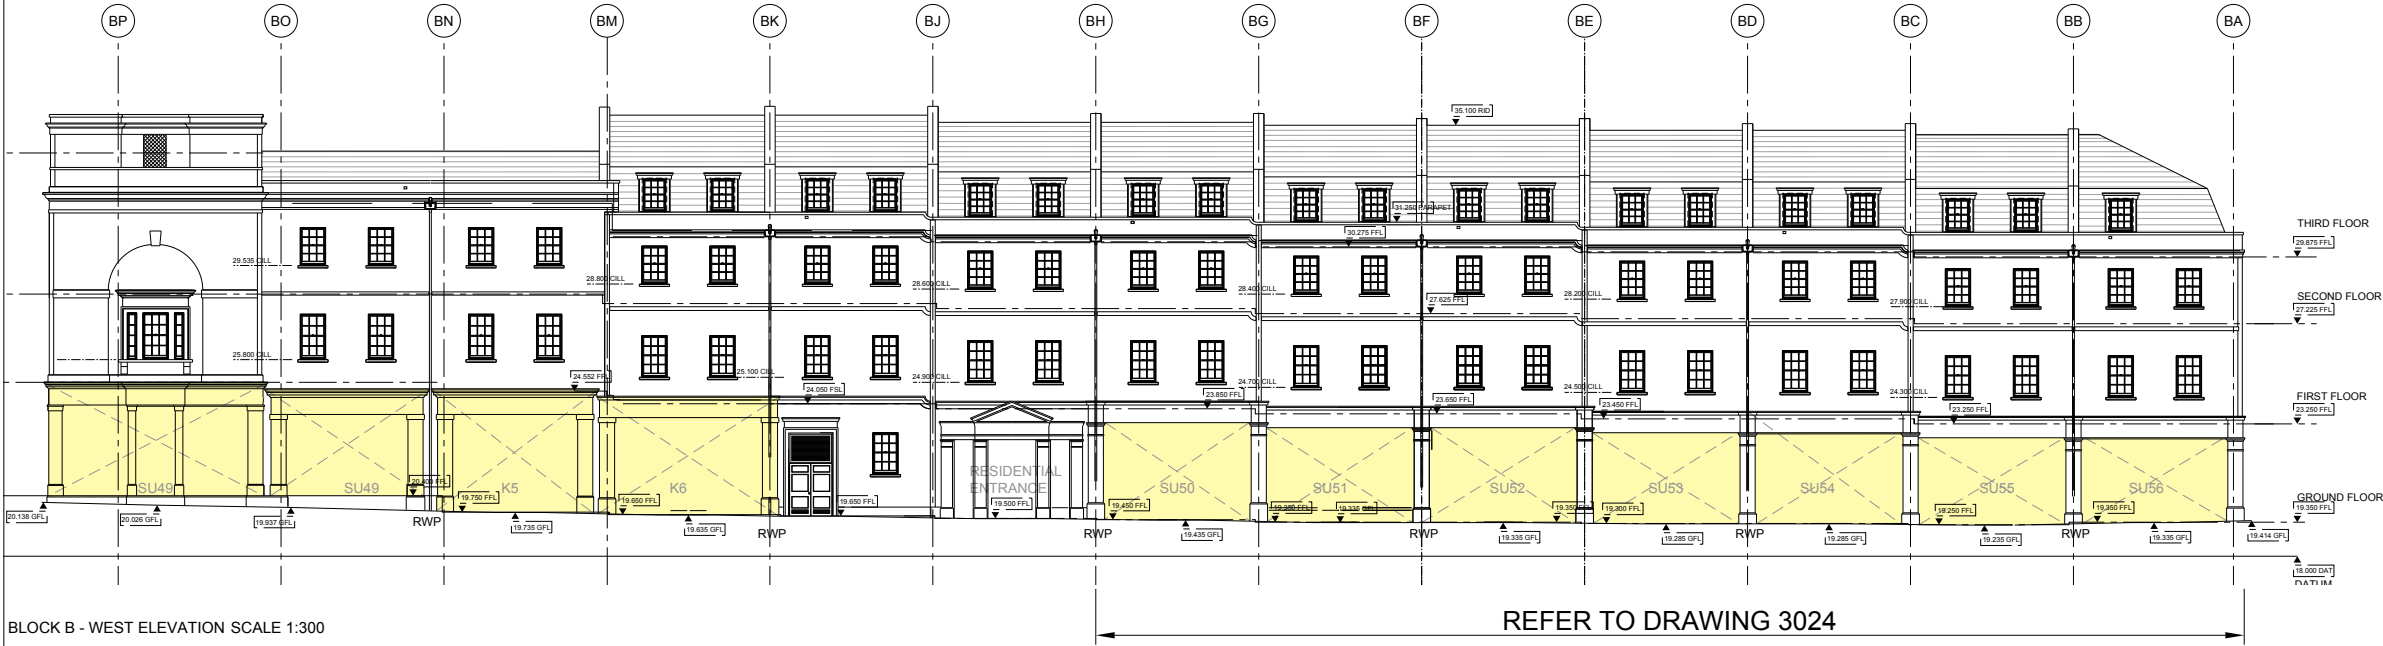 BP BO BN BM BK BJ BH BG BF BE BD BC BB BA
35.100 RID
31.250 PARAPET
THIRD FLOOR
30.275 FFL
29.875 FFL
29.535 CILL
28.800 CILL
28.600 CILL
28.400 CILL
28.200 CILL
27.900 CILL
27.625 FFL
SECOND FLOOR
27.225 FFL
25.800 CILL
25.100 CILL
24.900 CILL
24.700 CILL
24.500 CILL
24.300 CILL
24.552 FFL
24.050 FSL
23.850 FFL
23.650 FFL
23.450 FFL
23.250 FFL
FIRST FLOOR
23.250 FFL
RESIDENTIAL
ENTRANCE
SU49 SU49 K5 K6 SU50 SU51 SU52 SU53 SU54 SU55 SU56
20.400 FFL
19.750 FFL
19.650 FFL
19.650 FFL
19.500 FFL
19.450 FFL
19.350 FFL
19.335 GFL
19.350 FFL
19.300 FFL
19.250 FFL
19.350 FFL
GROUND FLOOR
19.350 FFL
20.138 GFL
20.026 GFL
19.937 GFL
RWP
19.735 GFL
19.635 GFL
RWP
RWP
19.435 GFL
RWP
19.335 GFL
19.285 GFL
RWP
19.285 GFL
19.235 GFL
RWP
19.335 GFL
19.414 GFL
18.000 DAT
DATUM
BLOCK B - WEST ELEVATION SCALE 1:300
REFER TO DRAWING 3024